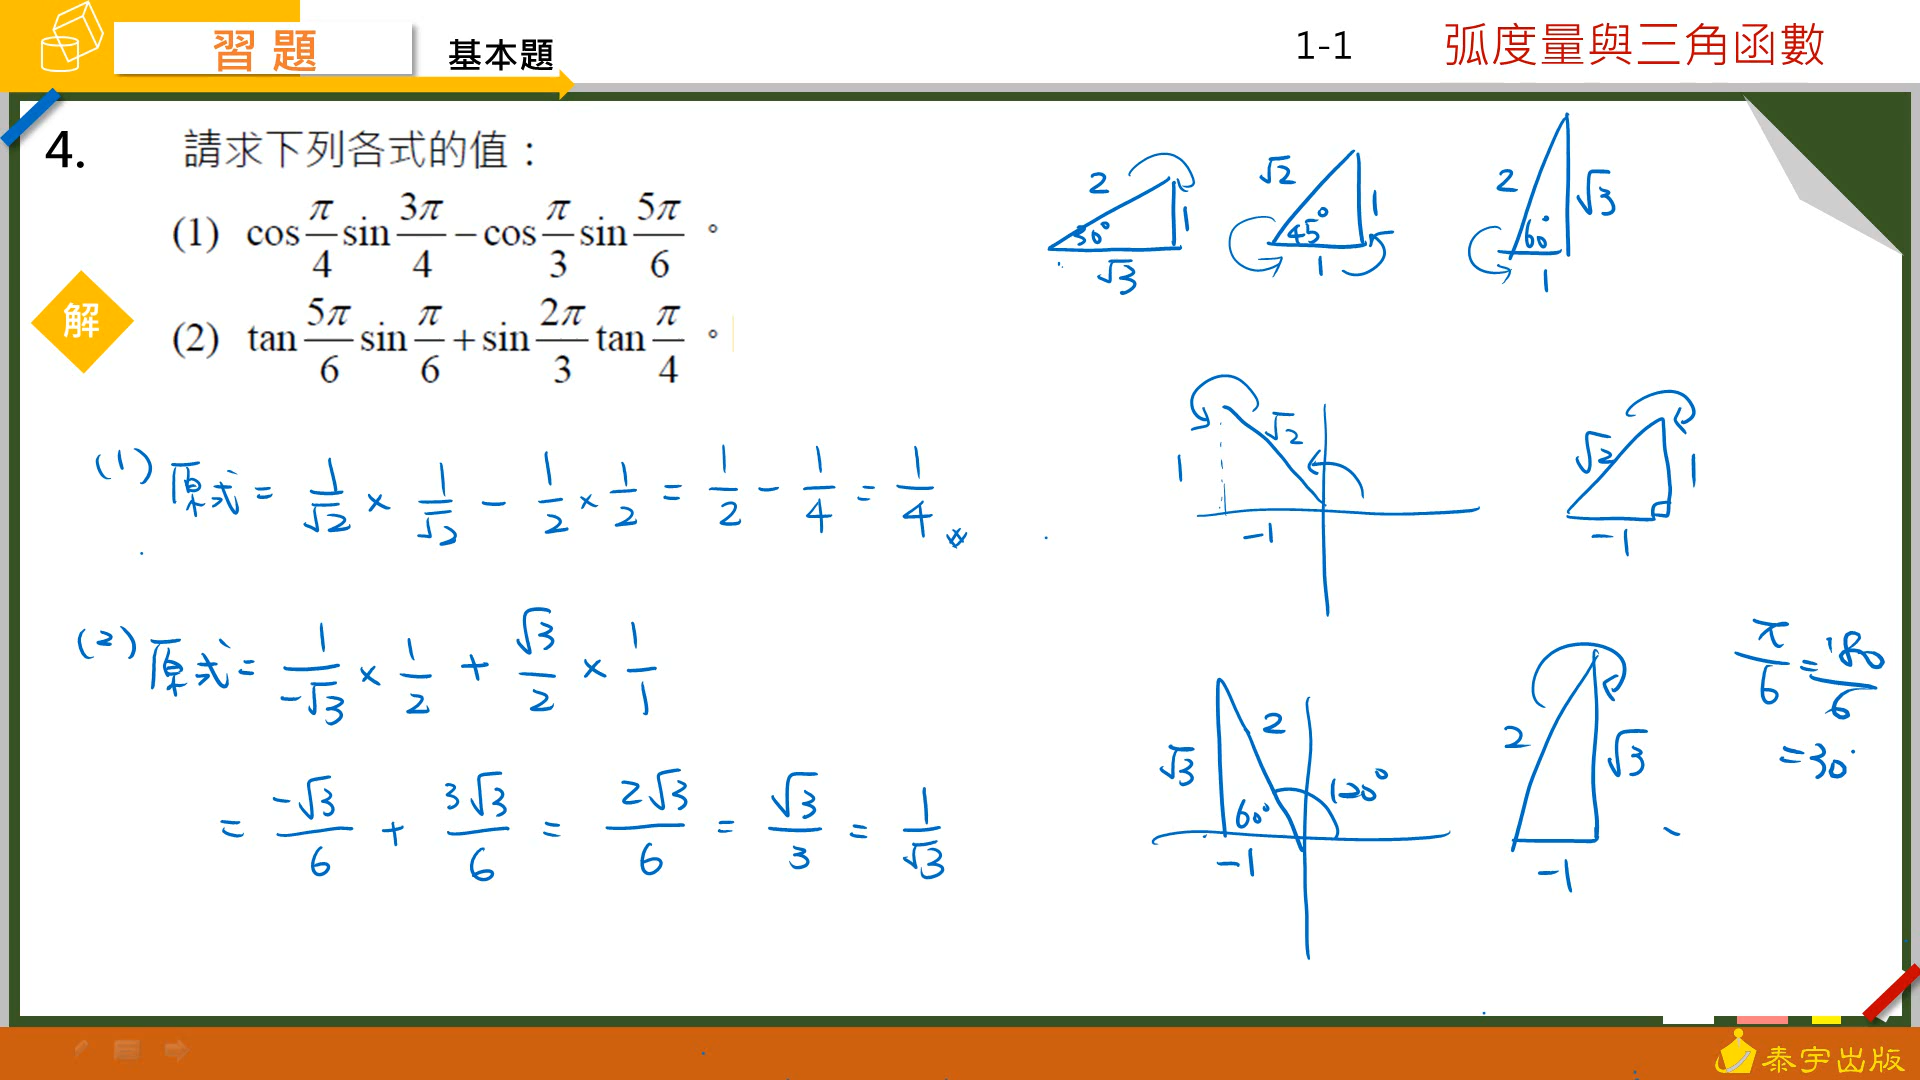 習題
基本題
1-1 弧度量與三角函數
4. 請求下列各式的值：
(1) cos π/4 sin 3π/4 − cos π/3 sin 5π/6 。
解
(2) tan 5π/6 sin π/6 + sin 2π/3 tan π/4 。
(1) 原式 = 1/√2 × 1/√2 − 1/2 × 1/2 = 1/2 − 1/4 = 1/4
(2) 原式 = 1/−√3 × 1/2 + √3/2 × 1/1
= −√3/6 + 3√3/6 = 2√3/6 = √3/3 = 1/√3
2 30° 1 √3
√2 45° 1 1
2 60° √3 1
1 √2 −1
√2 1 −1
√3 2 60° 120° −1
2 √3 −1
π/6 = 180/6
= 30°
泰宇出版